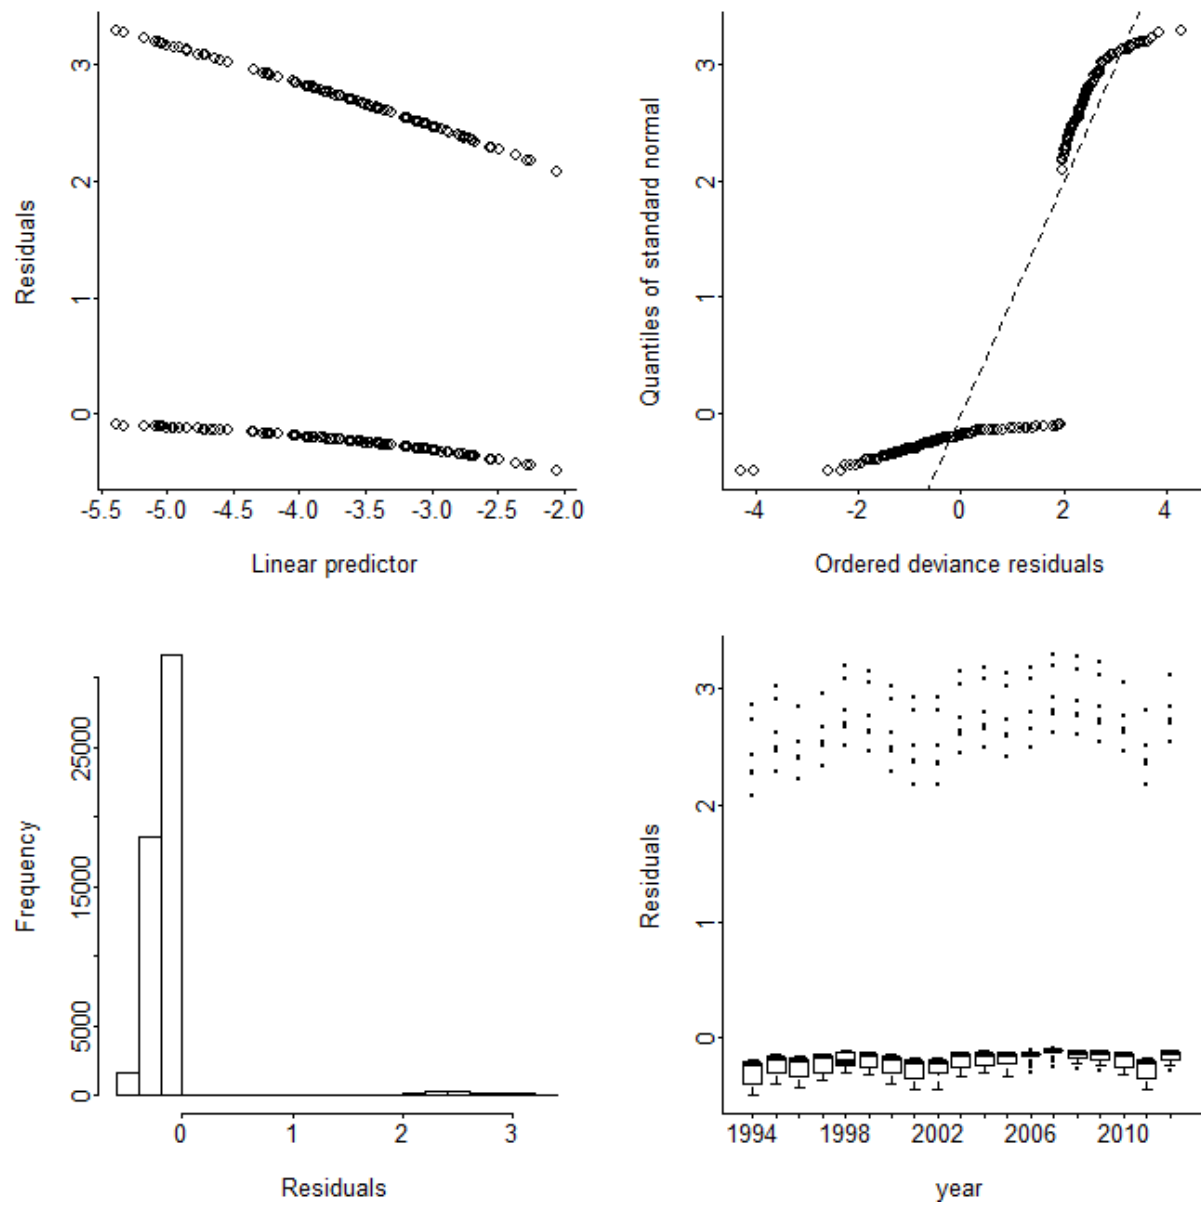 Residuals
3
2
1
0
-5.5 -5.0 -4.5 -4.0 -3.5 -3.0 -2.5 -2.0
Linear predictor
Quantiles of standard normal
3
2
1
0
-4 -2 0 2 4
Ordered deviance residuals
Frequency
25000
15000
5000
0
0 1 2 3
Residuals
Residuals
3
2
1
0
1994 1998 2002 2006 2010
year